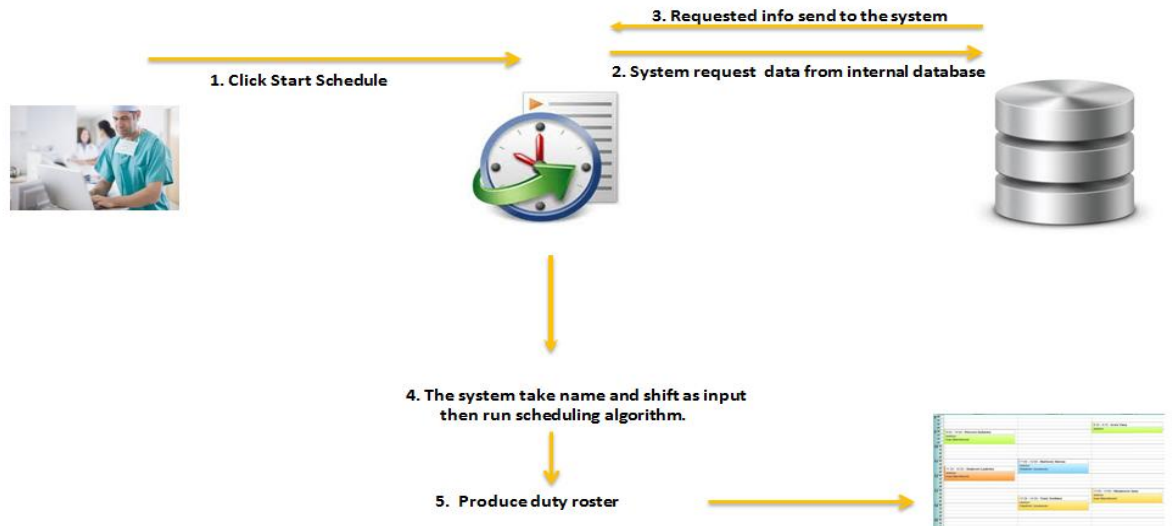 3. Requested info send to the system
1. Click Start Schedule
2. System request data from internal database
4. The system take name and shift as input
then run scheduling algorithm.
5. Produce duty roster